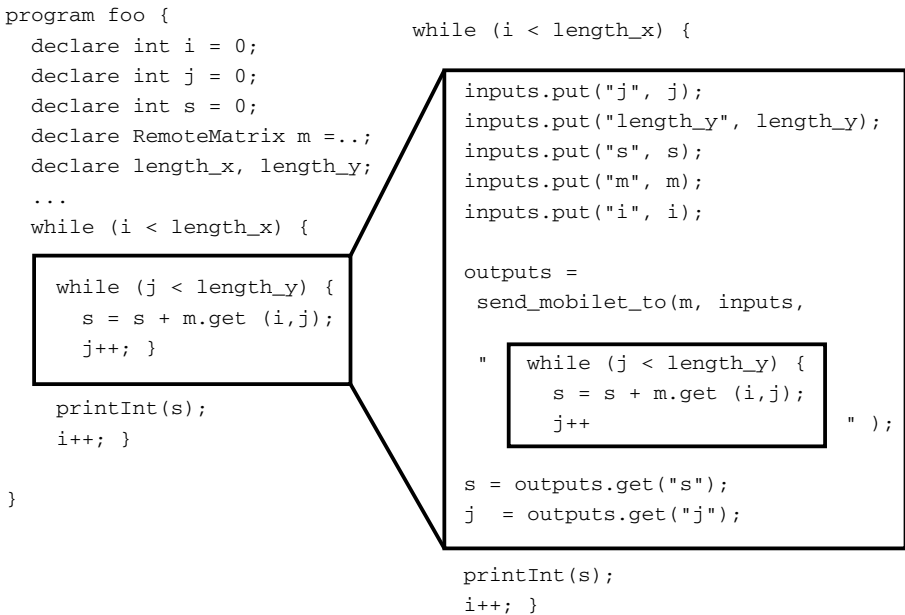 program foo {
declare int i = 0;
declare int j = 0;
declare int s = 0;
declare RemoteMatrix m =..;
declare length_x, length_y;
...
while (i < length_x) {
while (j < length_y) {
s = s + m.get (i,j);
j++; }
printInt(s);
i++; }
}
while (i < length_x) {
inputs.put("j", j);
inputs.put("length_y", length_y);
inputs.put("s", s);
inputs.put("m", m);
inputs.put("i", i);
outputs =
send_mobilet_to(m, inputs,
" while (j < length_y) {
s = s + m.get (i,j);
j++ " );
s = outputs.get("s");
j = outputs.get("j");
printInt(s);
i++; }